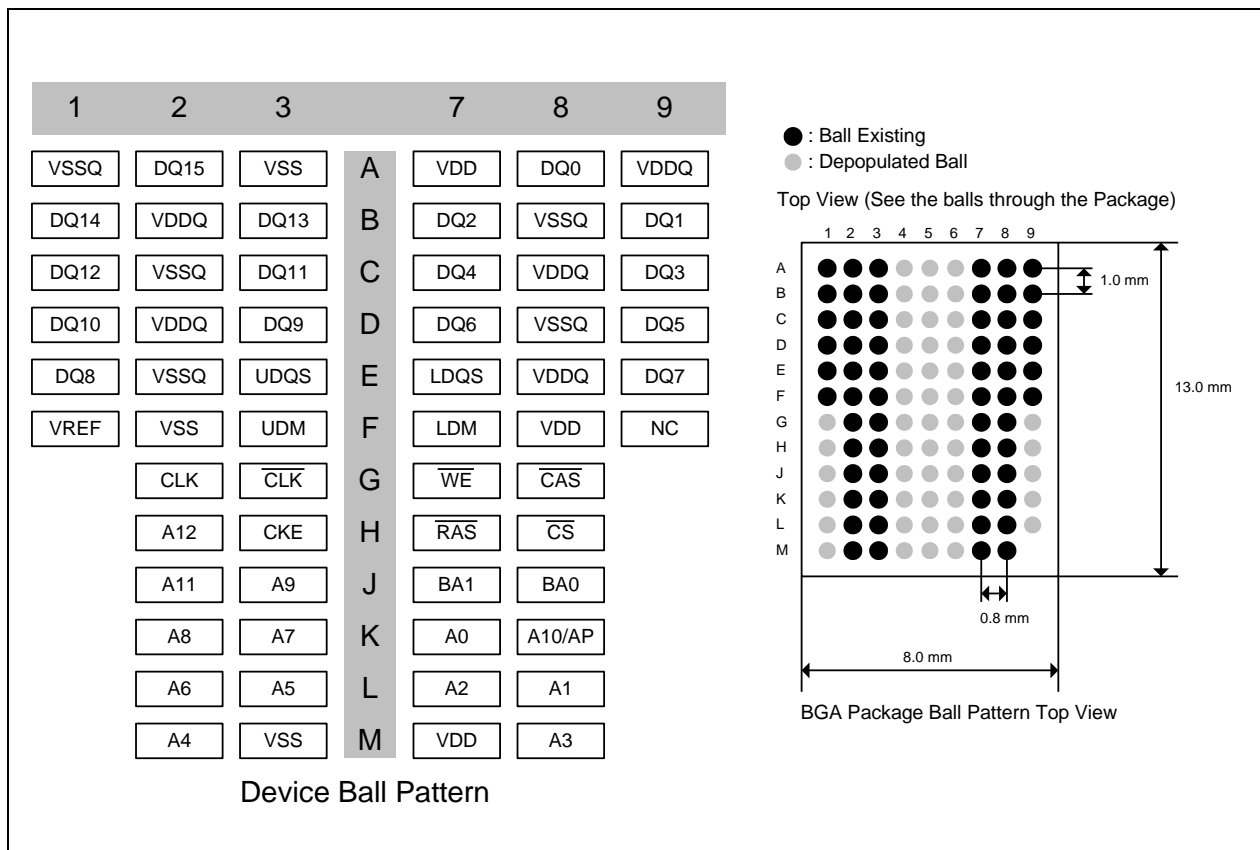 1 2 3 7 8 9
VSSQ DQ15 VSS A VDD DQ0 VDDQ
DQ14 VDDQ DQ13 B DQ2 VSSQ DQ1
DQ12 VSSQ DQ11 C DQ4 VDDQ DQ3
DQ10 VDDQ DQ9 D DQ6 VSSQ DQ5
DQ8 VSSQ UDQS E LDQS VDDQ DQ7
VREF VSS UDM F LDM VDD NC
CLK C̅L̅K̅ G W̅E̅ C̅A̅S̅
A12 CKE H R̅A̅S̅ C̅S̅
A11 A9 J BA1 BA0
A8 A7 K A0 A10/AP
A6 A5 L A2 A1
A4 VSS M VDD A3
Device Ball Pattern
: Ball Existing
: Depopulated Ball
Top View (See the balls through the Package)
1 2 3 4 5 6 7 8 9
A
B
C
D
E
F
G
H
J
K
L
M
1.0 mm
13.0 mm
0.8 mm
8.0 mm
BGA Package Ball Pattern Top View